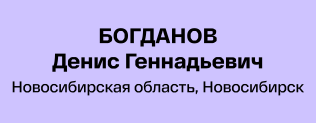 БОГДАНОВ
Денис Геннадьевич
Новосибирская область, Новосибирск